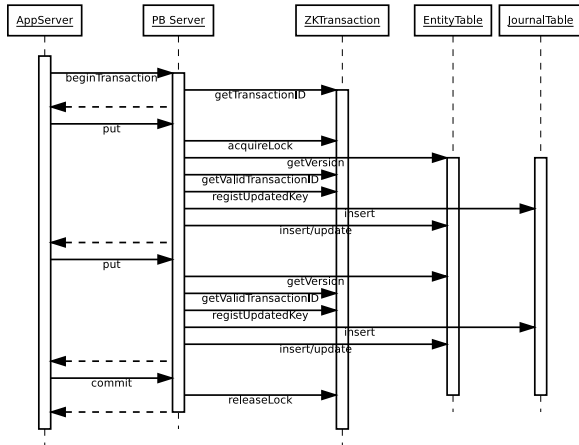 AppServer PB Server ZKTransaction EntityTable JournalTable
beginTransaction
getTransactionID
put
acquireLock
getVersion
getValidTransactionID
registUpdatedKey
insert
insert/update
put
getVersion
getValidTransactionID
registUpdatedKey
insert
insert/update
commit
releaseLock